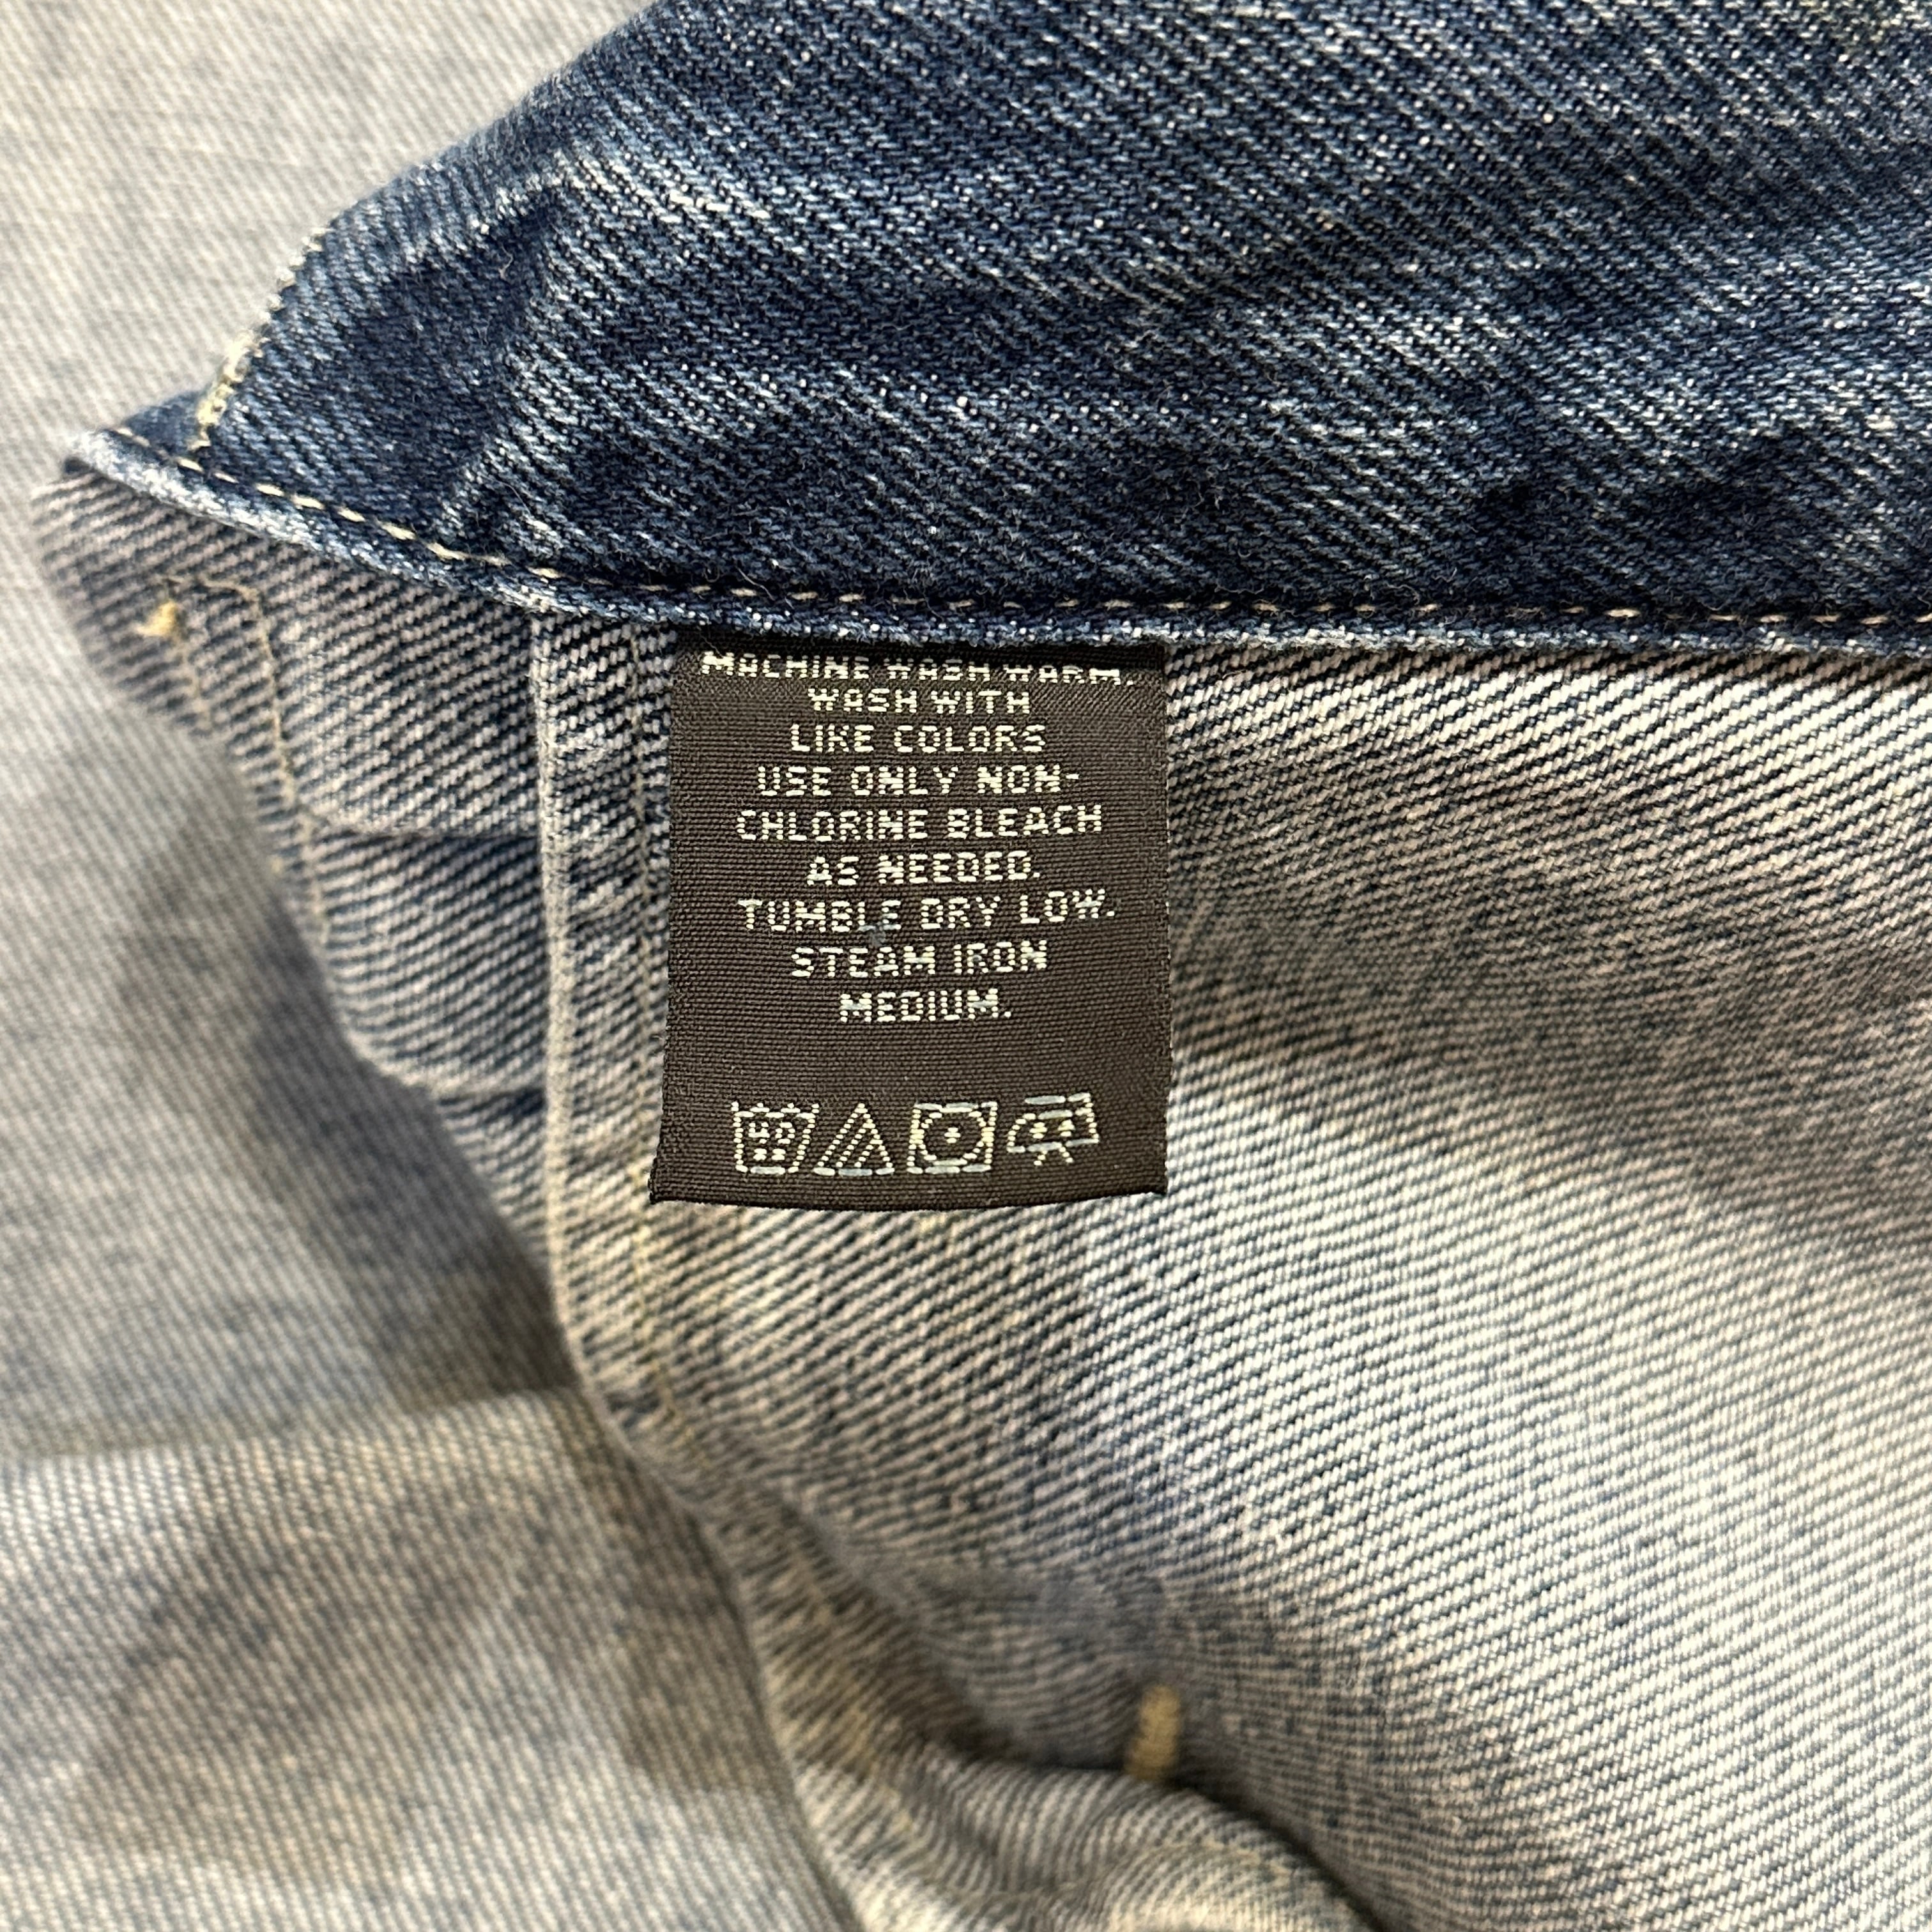 MACHINE WASH WARM.
WASH WITH
LIKE COLORS
USE ONLY NON-
CHLORINE BLEACH
AS NEEDED.
TUMBLE DRY LOW.
STEAM IRON
MEDIUM.